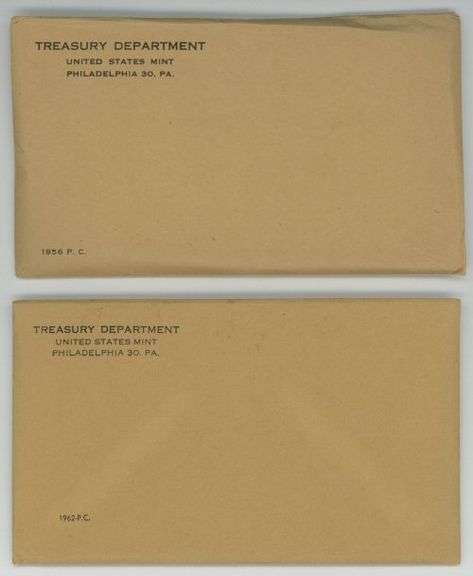 TREASURY DEPARTMENT
UNITED STATES MINT
PHILADELPHIA 30, PA.
1956 P. C.
TREASURY DEPARTMENT
UNITED STATES MINT
PHILADELPHIA 30, PA.
1962-P.C.